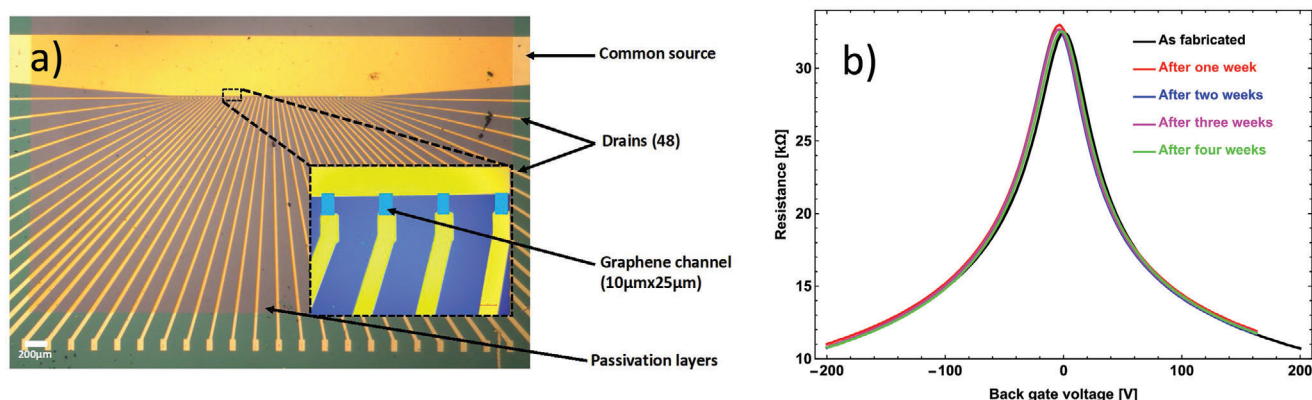 a)
Common source
Drains (48)
Graphene channel
(10µmx25µm)
Passivation layers
200µm
b)
As fabricated
After one week
After two weeks
After three weeks
After four weeks
Resistance [kΩ]
30
25
20
15
10
−200
−100
0
100
200
Back gate voltage [V]